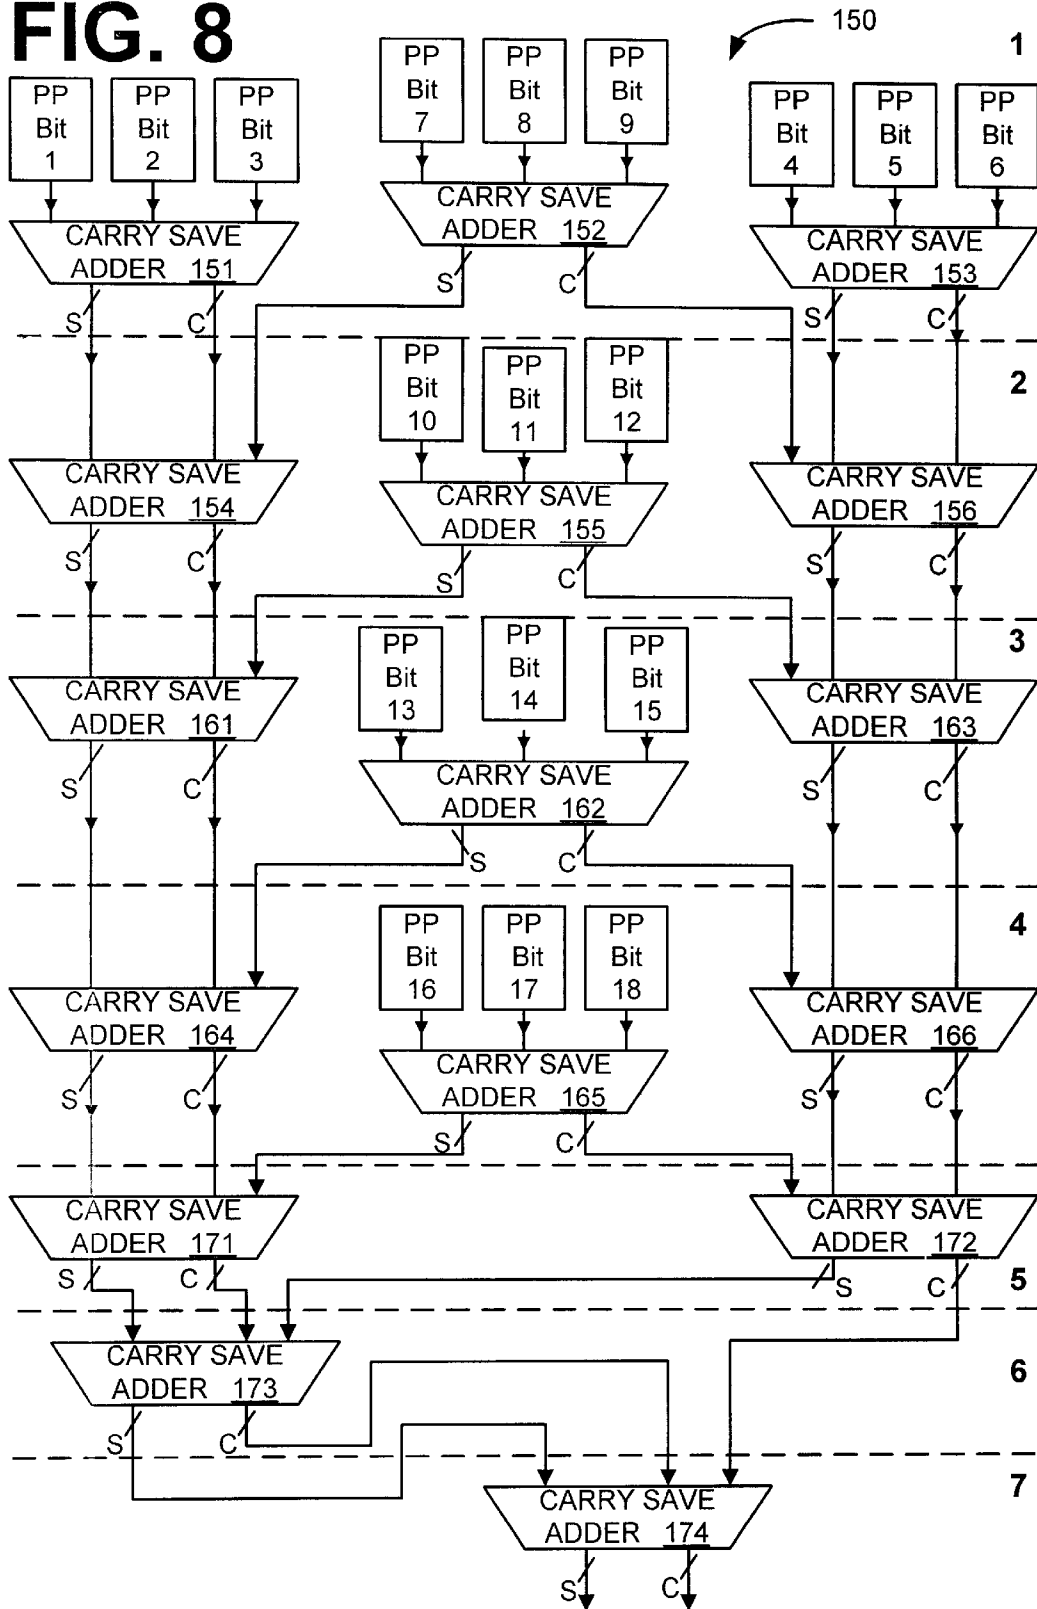 FIG. 8
150
1
PP Bit 1
PP Bit 2
PP Bit 3
PP Bit 7
PP Bit 8
PP Bit 9
PP Bit 4
PP Bit 5
PP Bit 6
CARRY SAVE
ADDER 151
CARRY SAVE
ADDER 152
CARRY SAVE
ADDER 153
S C
S C
S C
2
PP Bit 10
PP Bit 11
PP Bit 12
CARRY SAVE
ADDER 154
CARRY SAVE
ADDER 155
CARRY SAVE
ADDER 156
S C
S C
S C
3
PP Bit 13
PP Bit 14
PP Bit 15
CARRY SAVE
ADDER 161
CARRY SAVE
ADDER 162
CARRY SAVE
ADDER 163
S C
S C
S C
4
PP Bit 16
PP Bit 17
PP Bit 18
CARRY SAVE
ADDER 164
CARRY SAVE
ADDER 165
CARRY SAVE
ADDER 166
S C
S C
S C
CARRY SAVE
ADDER 171
CARRY SAVE
ADDER 172
S C
S C
5
CARRY SAVE
ADDER 173
S C
6
7
CARRY SAVE
ADDER 174
S C